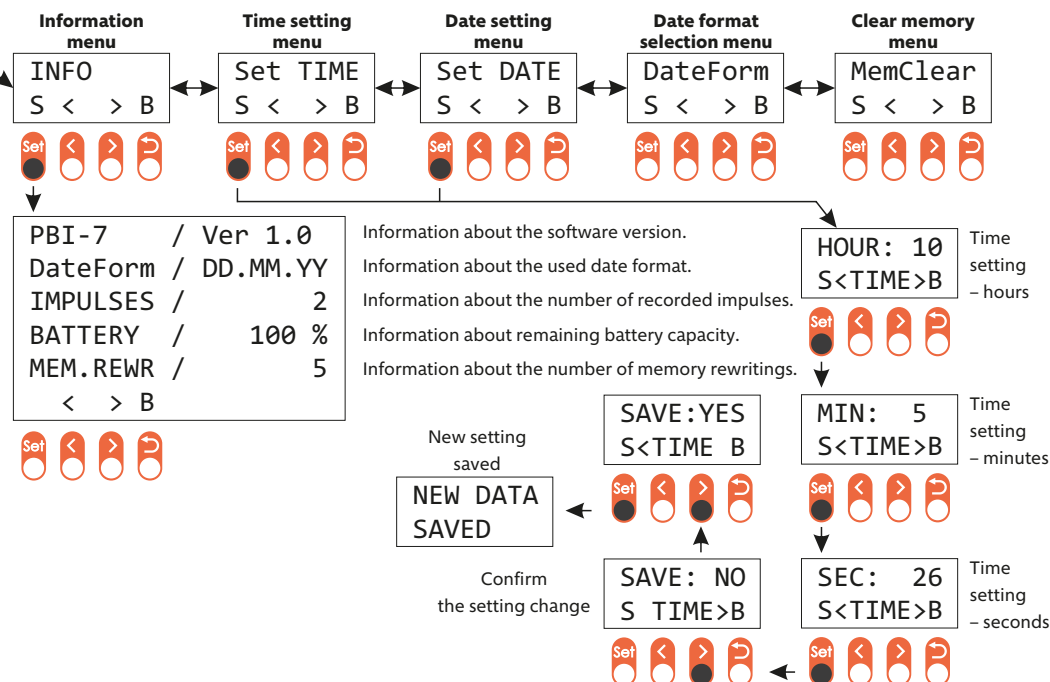 Information
menu
Time setting
menu
Date setting
menu
Date format
selection menu
Clear memory
menu
INFO
S < > B
Set TIME
S < > B
Set DATE
S < > B
DateForm
S < > B
MemClear
S < > B
Set < >
Set < >
Set < >
Set < >
Set < >
PBI-7 / Ver 1.0
DateForm / DD.MM.YY
IMPULSES / 2
BATTERY / 100 %
MEM.REWR / 5
< > B
Set < >
Information about the software version.
Information about the used date format.
Information about the number of recorded impulses.
Information about remaining battery capacity.
Information about the number of memory rewritings.
HOUR: 10
S<TIME>B
Time
setting
– hours
Set < >
MIN: 5
S<TIME>B
Time
setting
– minutes
Set < >
SAVE:YES
S<TIME B
Set < >
New setting
saved
NEW DATA
SAVED
SEC: 26
S<TIME>B
Time
setting
– seconds
Set < >
SAVE: NO
S TIME>B
Set < >
Confirm
the setting change